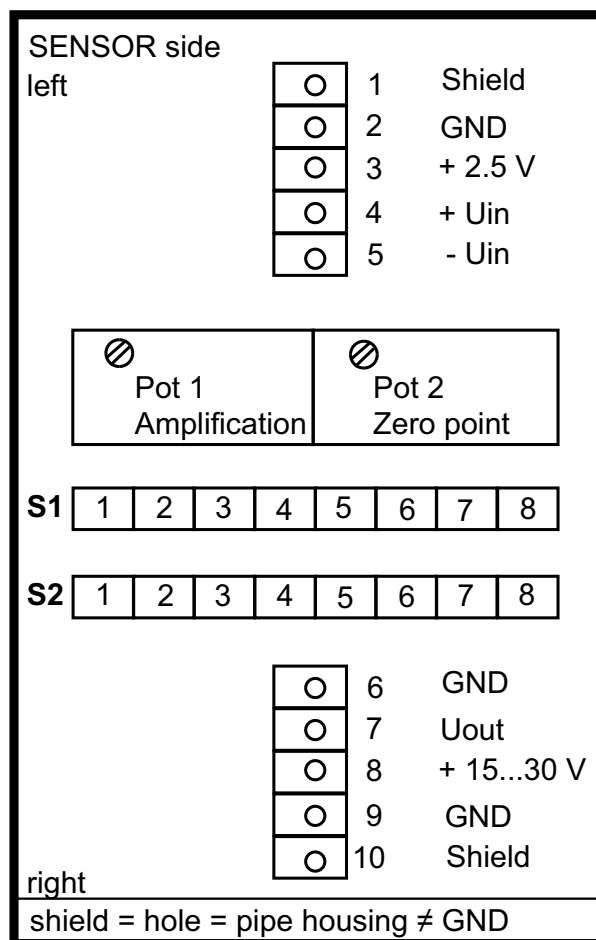 SENSOR side
left
1 Shield
2 GND
3 + 2.5 V
4 + Uin
5 - Uin
Pot 1 Pot 2
Amplification Zero point
S1 1 2 3 4 5 6 7 8
S2 1 2 3 4 5 6 7 8
6 GND
7 Uout
8 + 15...30 V
9 GND
10 Shield
right
shield = hole = pipe housing ≠ GND